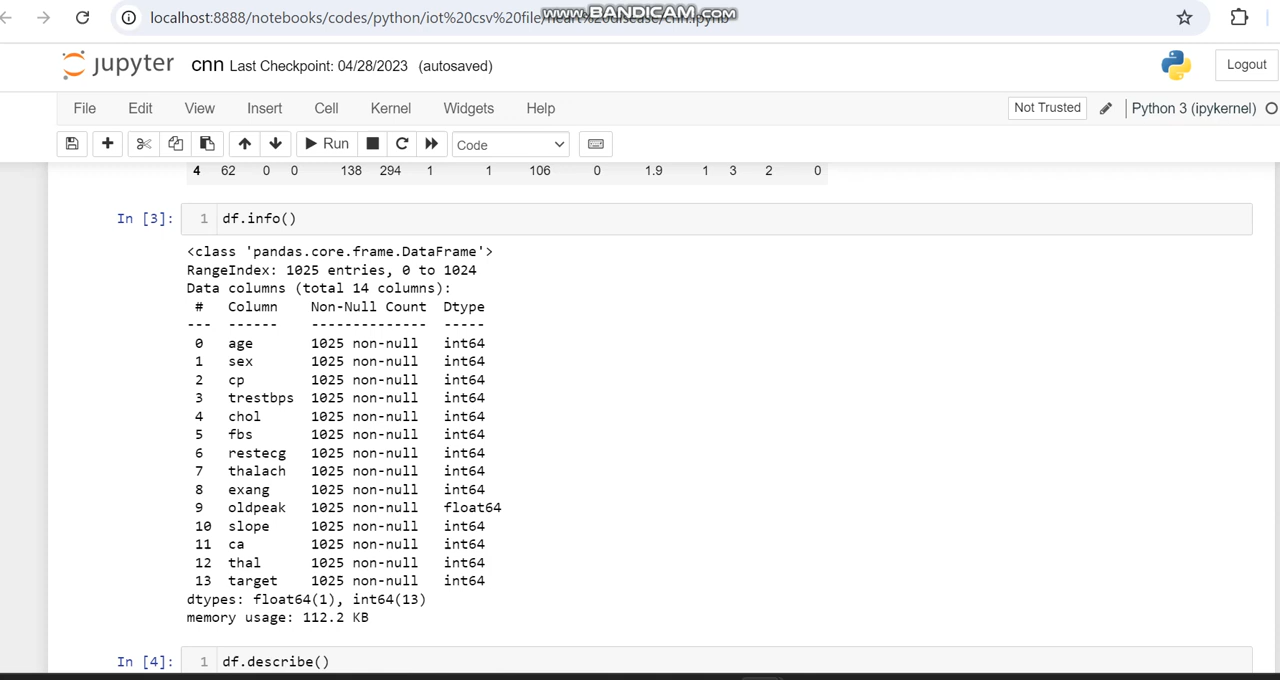 localhost:8888/notebooks/codes/python/iot%20csv%20file/heart%20disease/cnn.ipynb
www.BANDICAM.com
jupyter cnn Last Checkpoint: 04/28/2023 (autosaved)
Logout
File Edit View Insert Cell Kernel Widgets Help
Not Trusted Python 3 (ipykernel)
Run Code
4 62 0 0 138 294 1 1 106 0 1.9 1 3 2 0
In [3]: 1 df.info()
<class 'pandas.core.frame.DataFrame'>
RangeIndex: 1025 entries, 0 to 1024
Data columns (total 14 columns):
# Column Non-Null Count Dtype
--- ------ -------------- -----
0 age 1025 non-null int64
1 sex 1025 non-null int64
2 cp 1025 non-null int64
3 trestbps 1025 non-null int64
4 chol 1025 non-null int64
5 fbs 1025 non-null int64
6 restecg 1025 non-null int64
7 thalach 1025 non-null int64
8 exang 1025 non-null int64
9 oldpeak 1025 non-null float64
10 slope 1025 non-null int64
11 ca 1025 non-null int64
12 thal 1025 non-null int64
13 target 1025 non-null int64
dtypes: float64(1), int64(13)
memory usage: 112.2 KB
In [4]: 1 df.describe()